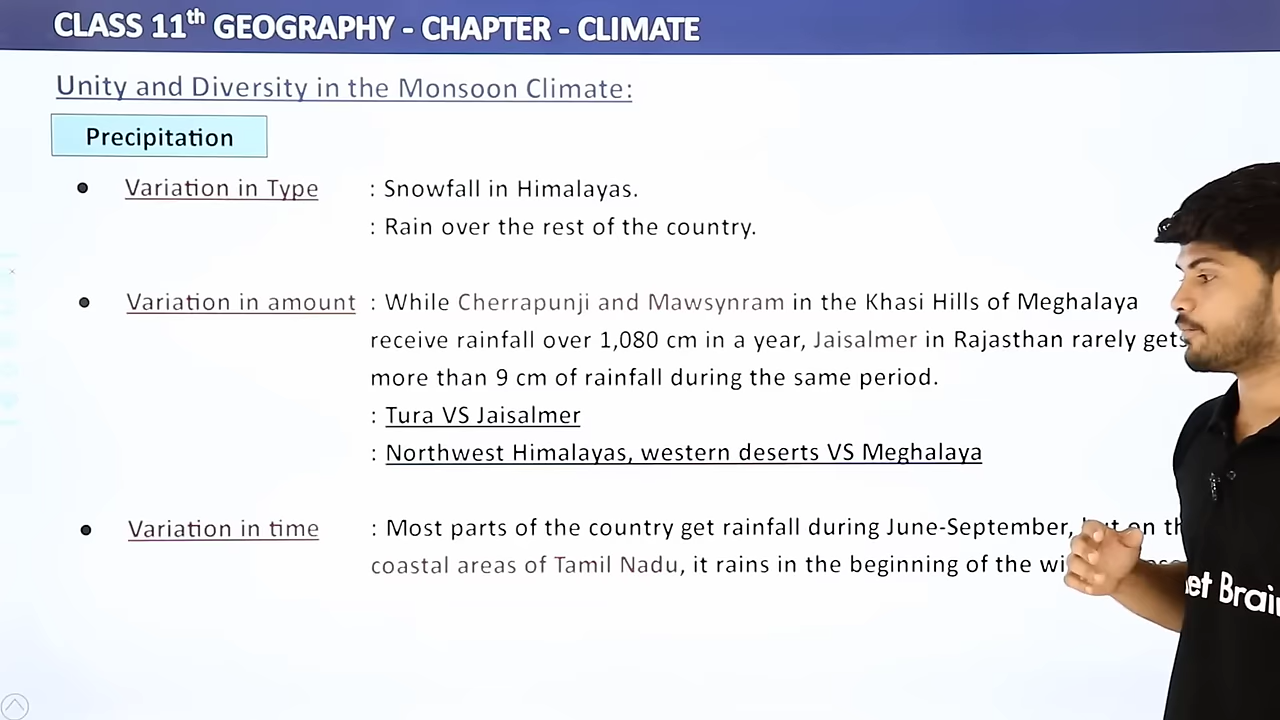 CLASS 11th GEOGRAPHY - CHAPTER - CLIMATE
Unity and Diversity in the Monsoon Climate:
Precipitation
• Variation in Type : Snowfall in Himalayas.
: Rain over the rest of the country.
• Variation in amount : While Cherrapunji and Mawsynram in the Khasi Hills of Meghalaya
receive rainfall over 1,080 cm in a year, Jaisalmer in Rajasthan rarely gets
more than 9 cm of rainfall during the same period.
: Tura VS Jaisalmer
: Northwest Himalayas, western deserts VS Meghalaya
• Variation in time : Most parts of the country get rainfall during June-September, but on
coastal areas of Tamil Nadu, it rains in the beginning of the